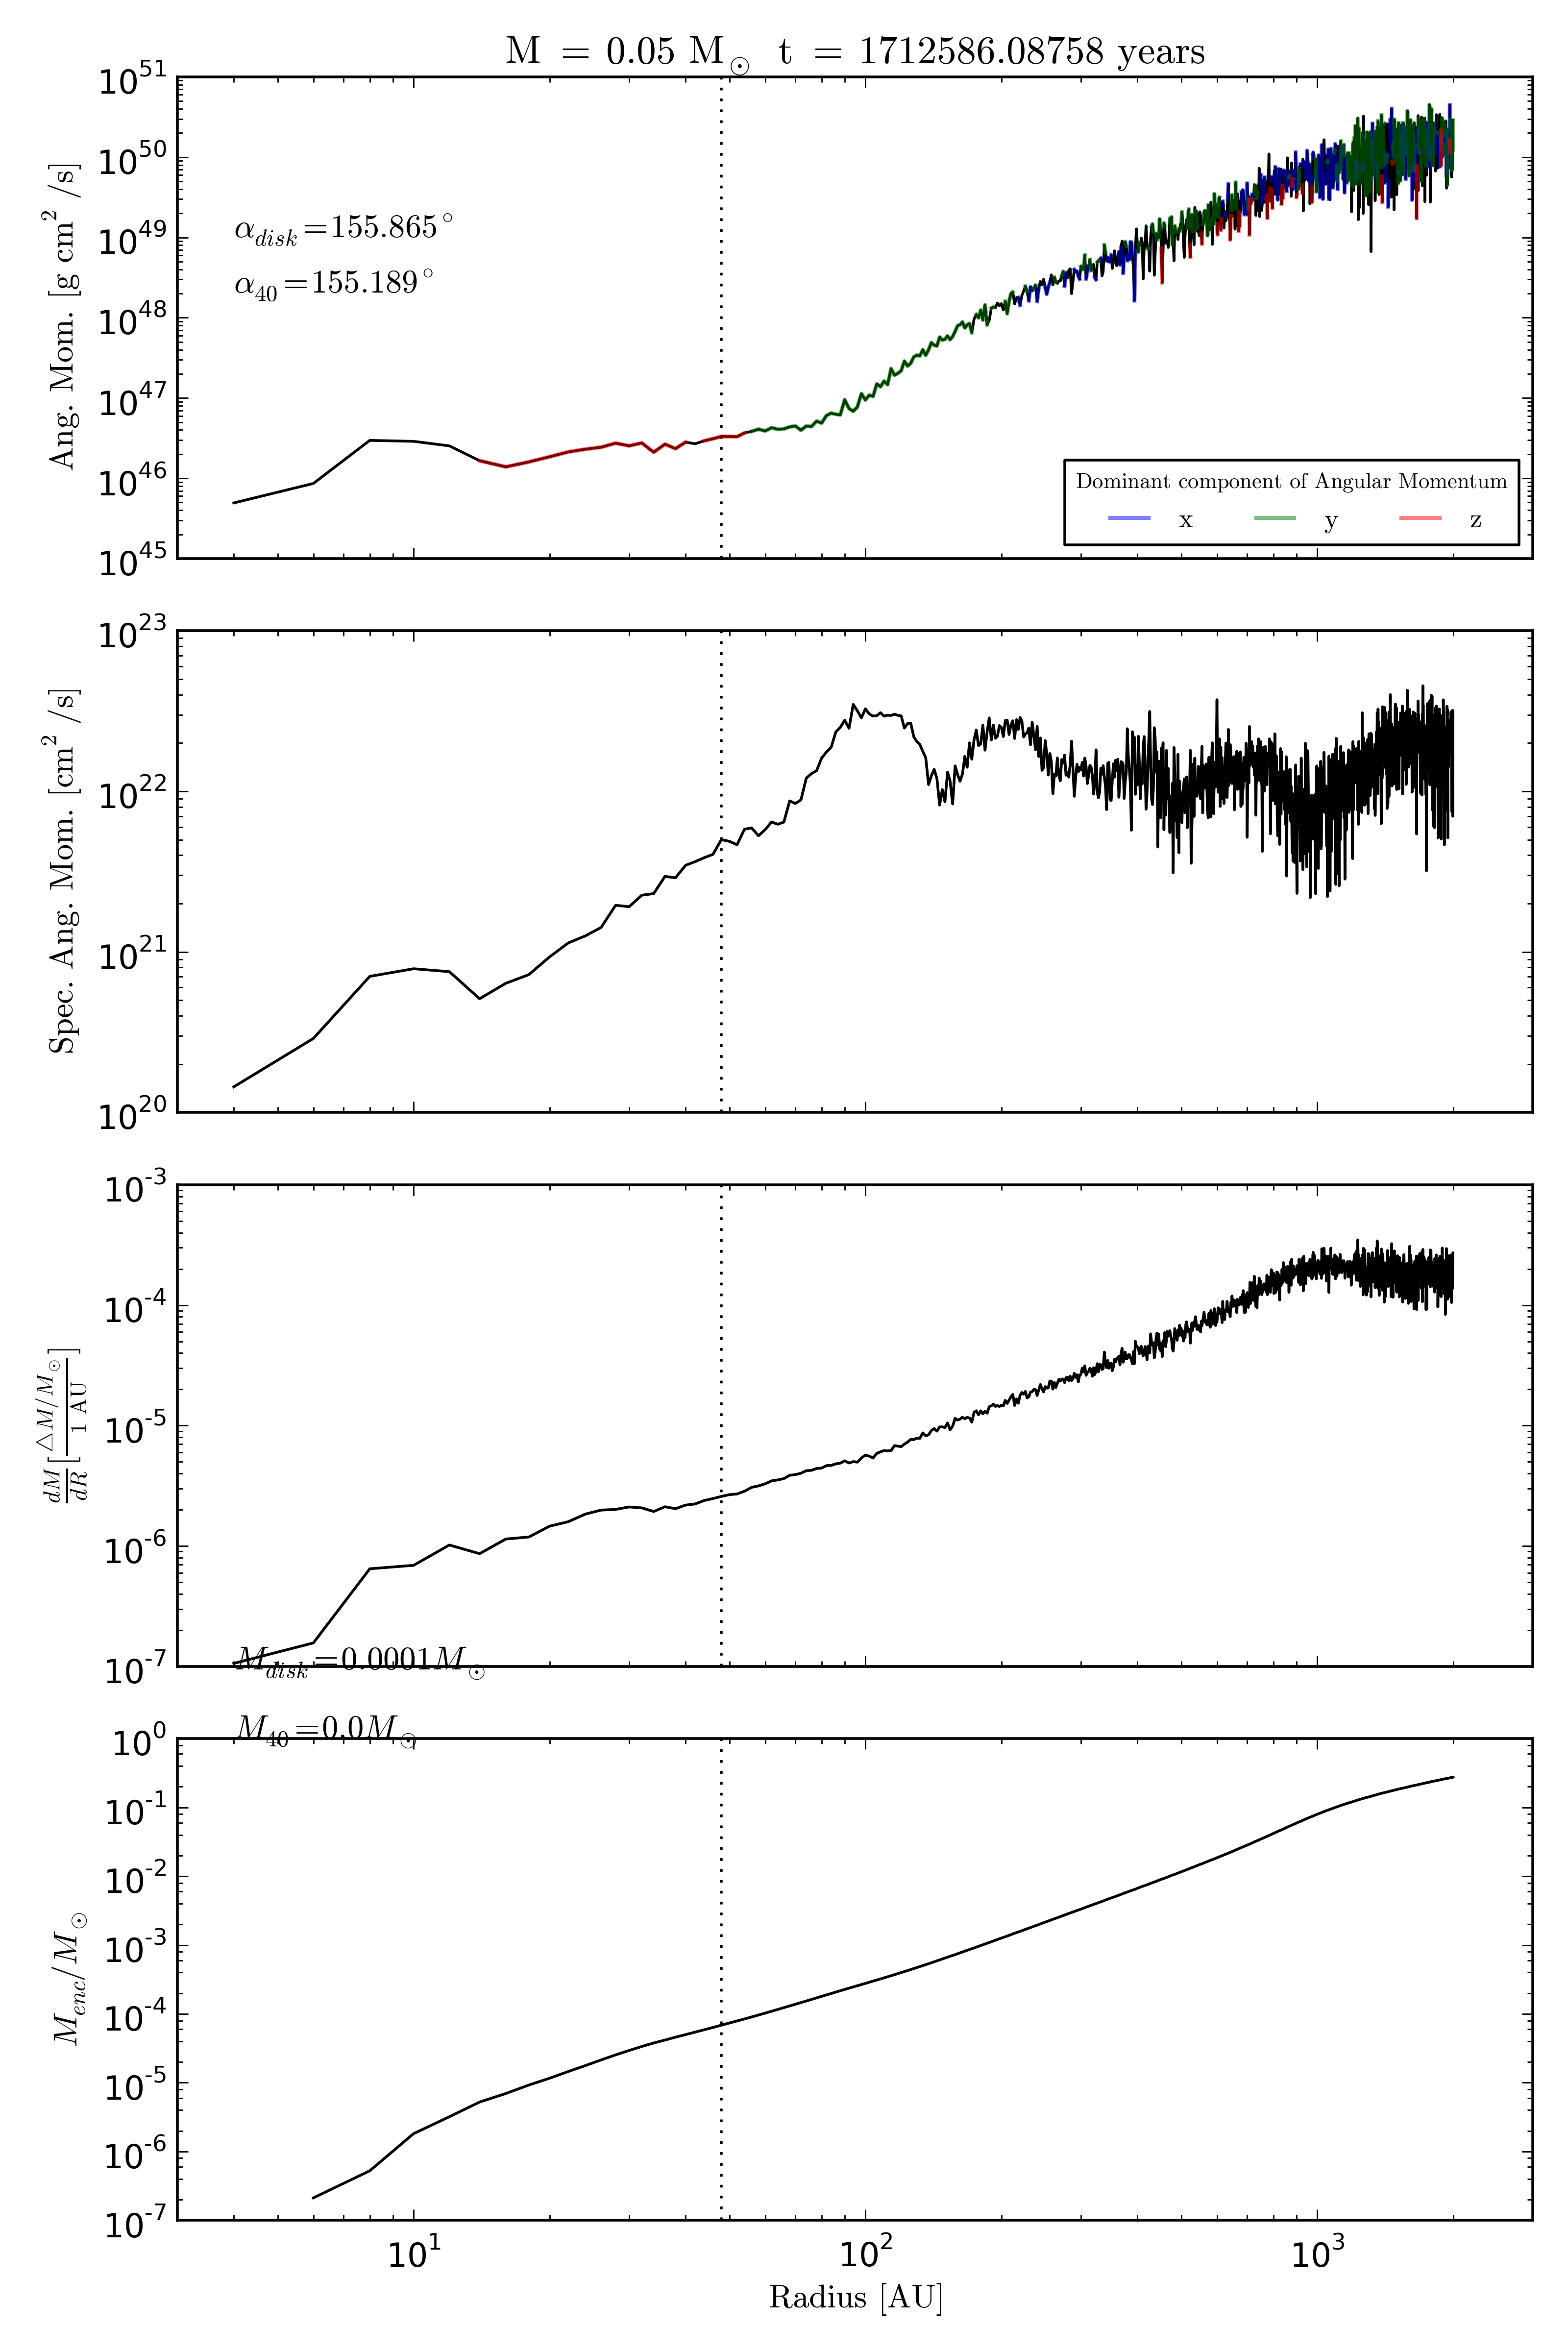 M = 0.05 M⊙ t = 1712586.08758 years
10^51
10^50
10^49
10^48
10^47
10^46
10^45
Ang. Mom. [g cm^2 /s]
α_disk = 155.865°
α_40 = 155.189°
Dominant component of Angular Momentum
x y z
10^23
10^22
10^21
10^20
Spec. Ang. Mom. [cm^2 /s]
10^-3
10^-4
10^-5
10^-6
10^-7
dM/dR [△M/M⊙ / 1 AU]
M_disk = 0.0001M⊙
M_40 = 0.0M⊙
10^0
10^-1
10^-2
10^-3
10^-4
10^-5
10^-6
10^-7
M_enc/M⊙
10^1 10^2 10^3
Radius [AU]